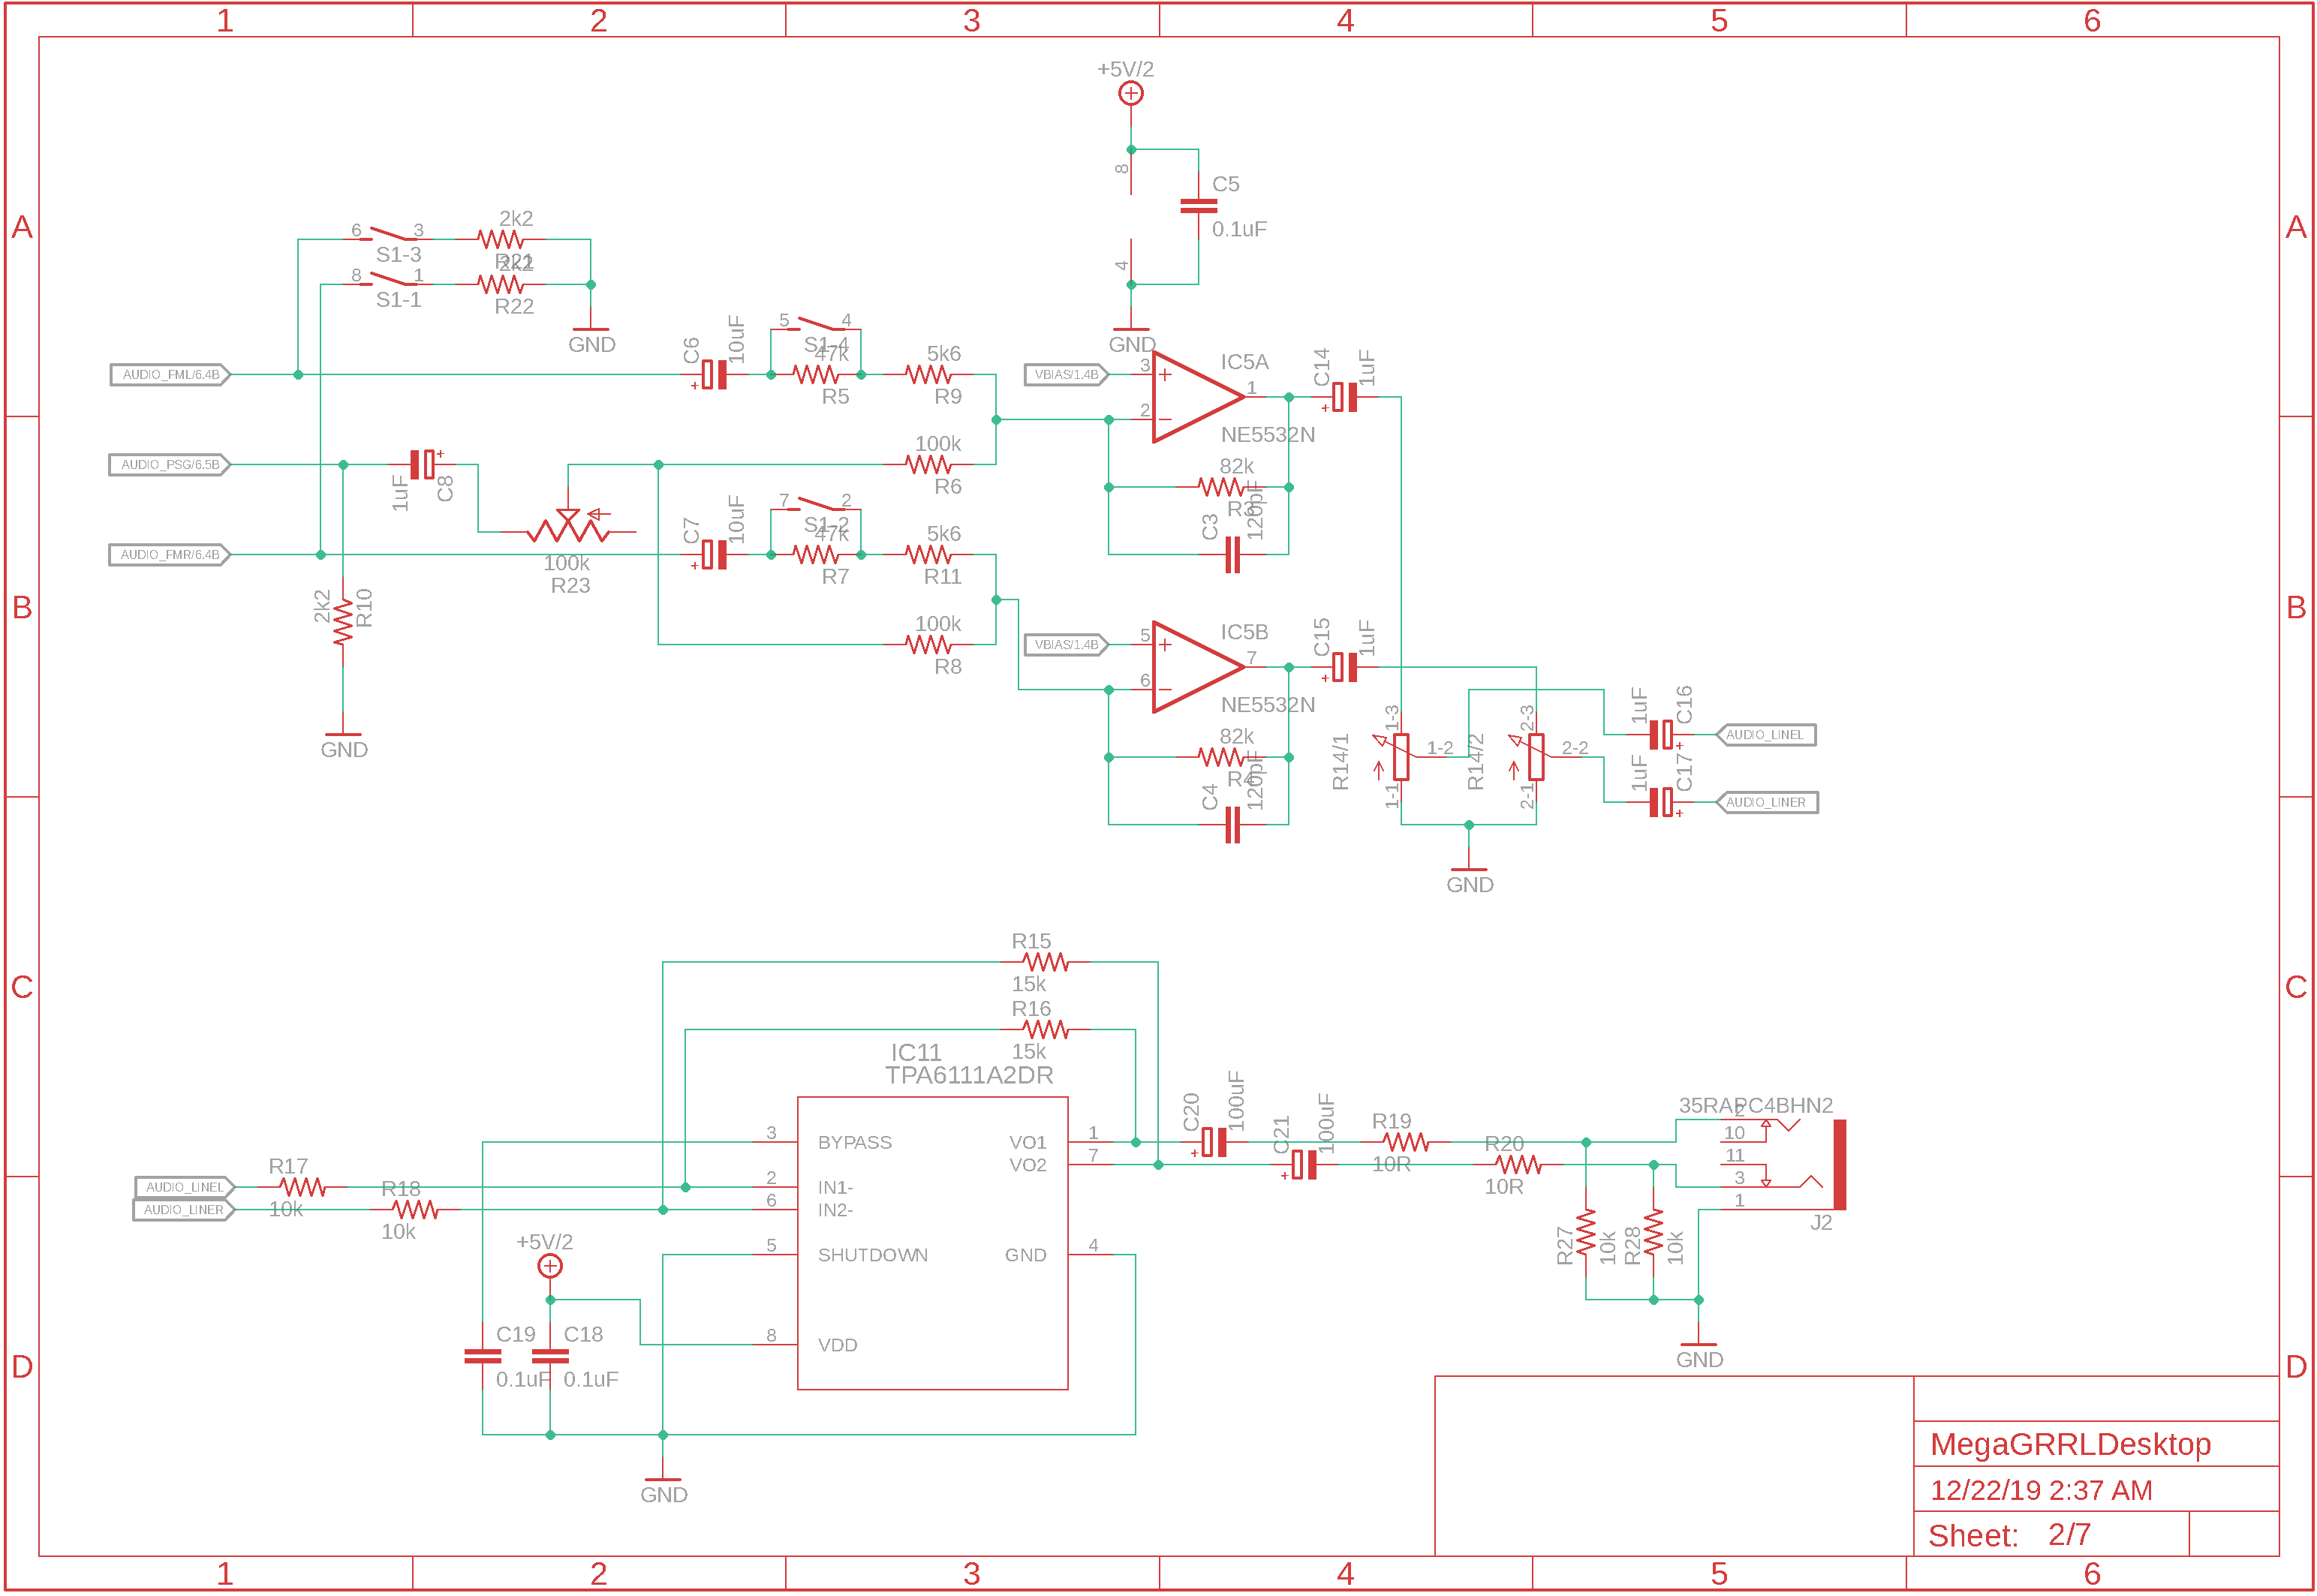 1 2 3 4 5 6
A A
B B
C C
D D
+5V/2
8
C5
0.1uF
4
GND
2k2
6 3
S1-3
R21
2k2
8 1
S1-1
R22
GND
AUDIO_FML/6.4B
C6
10uF
5 4
S1-4
47k
R5
5k6
R9
VBIAS/1.4B
3
2
1
IC5A
NE5532N
C14
1uF
AUDIO_PSG/6.5B
1uF
C8
100k
R6
82k
R3
C3
120pF
AUDIO_FMR/6.4B
100k
R23
C7
10uF
7 2
S1-2
47k
R7
5k6
R11
2k2
R10
GND
100k
R8
VBIAS/1.4B
5
6
7
IC5B
NE5532N
C15
1uF
82k
R4
C4
120pF
R14/1
1-3
1-2
1-1
R14/2
2-3
2-2
2-1
GND
1uF
C16
AUDIO_LINEL
1uF
C17
AUDIO_LINER
R15
15k
R16
15k
IC11
TPA6111A2DR
3 BYPASS
2 IN1-
6 IN2-
5 SHUTDOWN
8 VDD
VO1 1
VO2 7
GND 4
AUDIO_LINEL
AUDIO_LINER
R17
10k
R18
10k
+5V/2
C19
0.1uF
C18
0.1uF
GND
C20
100uF
C21
100uF
R19
10R
R20
10R
35RAPC4BHN2
2
10
11
3
1
J2
R27
10k
R28
10k
GND
MegaGRRLDesktop
12/22/19 2:37 AM
Sheet: 2/7
1 2 3 4 5 6